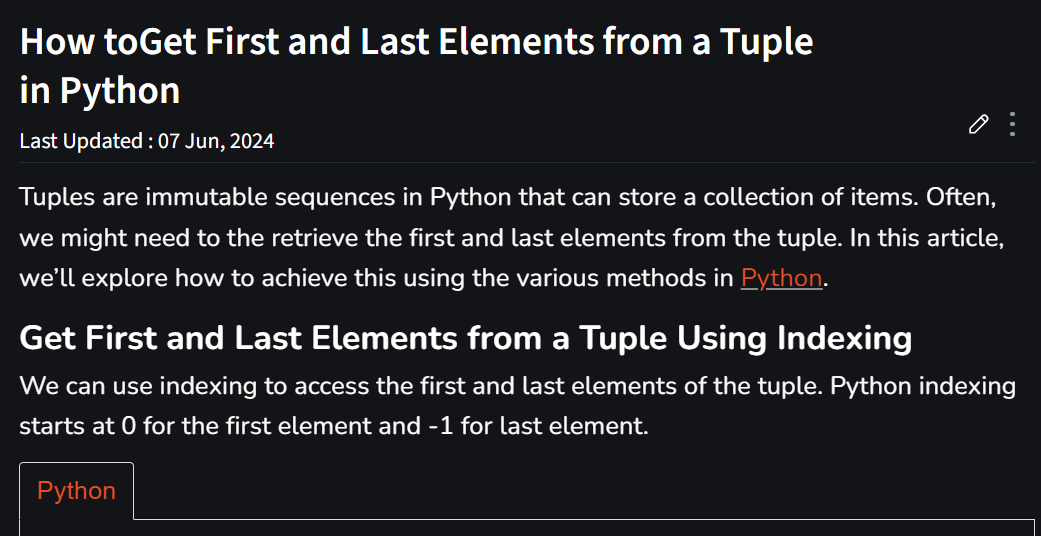 How toGet First and Last Elements from a Tuple
in Python
Last Updated : 07 Jun, 2024
Tuples are immutable sequences in Python that can store a collection of items. Often,
we might need to the retrieve the first and last elements from the tuple. In this article,
we’ll explore how to achieve this using the various methods in Python.
Get First and Last Elements from a Tuple Using Indexing
We can use indexing to access the first and last elements of the tuple. Python indexing
starts at 0 for the first element and -1 for last element.
Python